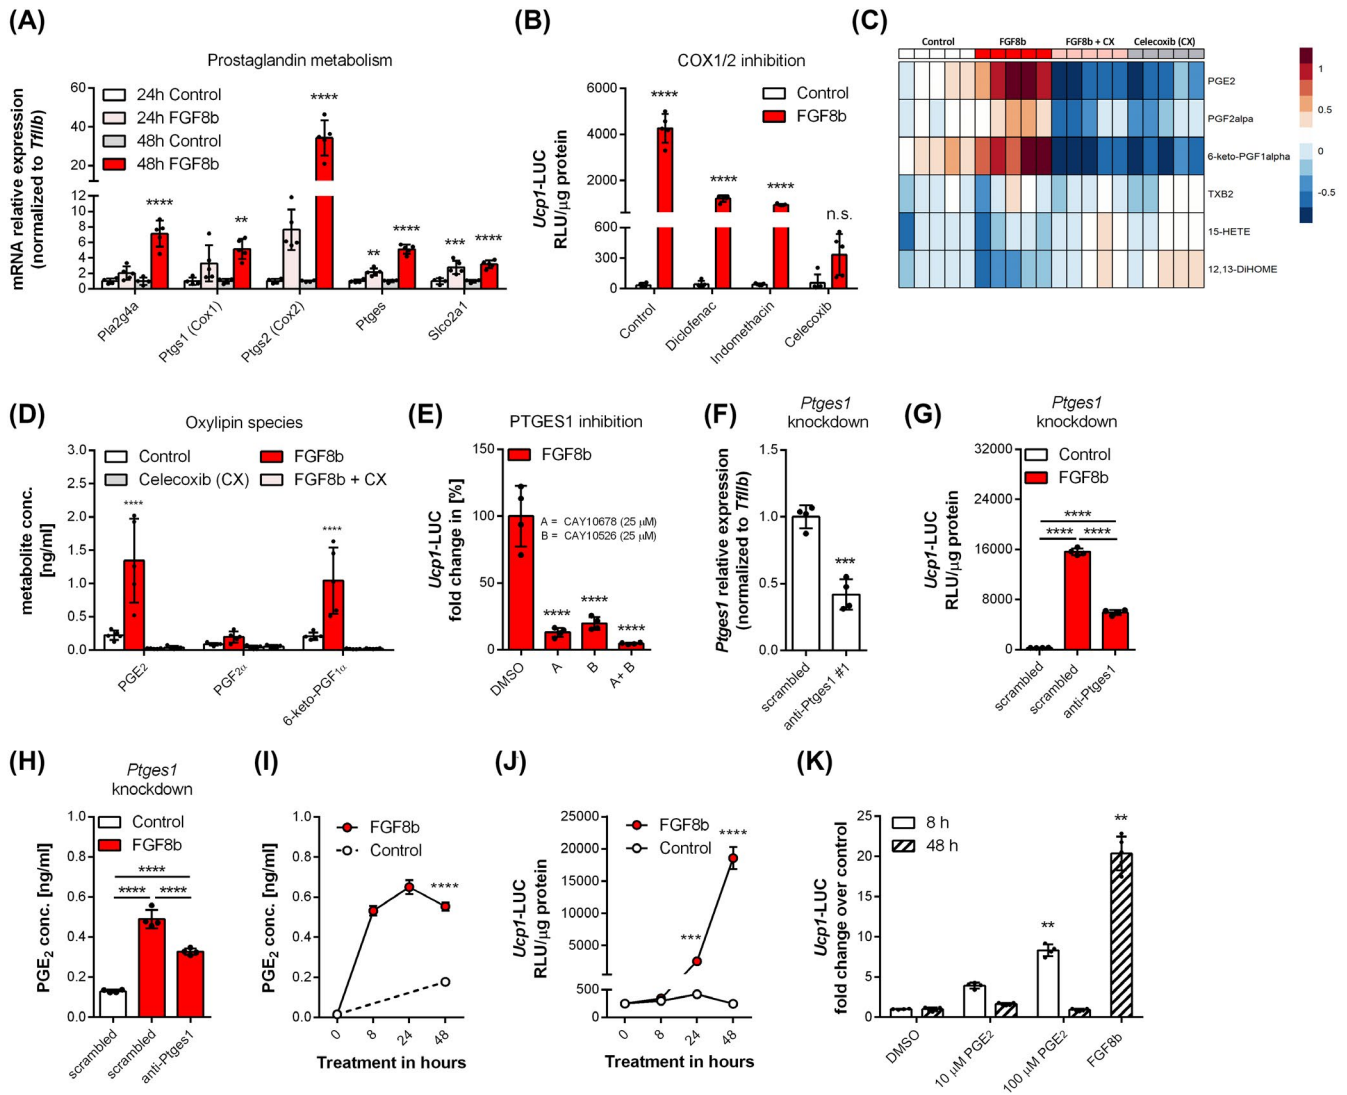 (A)
Prostaglandin metabolism
mRNA relative expression
(normalized to TfIIb)
60
40
20
12
10
8
6
4
2
0
24h Control
24h FGF8b
48h Control
48h FGF8b
****
**
****
**
****
***
****
Pla2g4a
Ptgs1 (Cox1)
Ptgs2 (Cox2)
Ptges
Slco2a1
(B)
COX1/2 inhibition
Ucp1-LUC
RLU/µg protein
6000
4000
2000
600
300
0
Control
FGF8b
****
****
****
n.s.
Control
Diclofenac
Indomethacin
Celecoxib
(C)
Control
FGF8b
FGF8b + CX
Celecoxib (CX)
PGE2
PGF2alpa
6-keto-PGF1alpha
TXB2
15-HETE
12,13-DiHOME
1
0.5
0
-0.5
(D)
Oxylipin species
metabolite conc.
[ng/ml]
3.0
2.5
2.0
1.5
1.0
0.5
0.0
Control
Celecoxib (CX)
FGF8b
FGF8b + CX
****
****
PGE2
PGF2α
6-keto-PGF1α
(E)
PTGES1 inhibition
Ucp1-LUC
fold change in [%]
150
100
50
0
FGF8b
A = CAY10678 (25 µM)
B = CAY10526 (25 µM)
****
****
****
DMSO
A
B
A+ B
(F)
Ptges1
knockdown
Ptges1 relative expression
(normalized to TfIIb)
1.5
1.0
0.5
0.0
***
scrambled
anti-Ptges1 #1
(G)
Ptges1
knockdown
Ucp1-LUC
RLU/µg protein
32000
24000
16000
8000
0
Control
FGF8b
****
****
****
scrambled
scrambled
anti-Ptges1
(H)
Ptges1
knockdown
PGE2 conc. [ng/ml]
1.0
0.8
0.6
0.4
0.2
0.0
Control
FGF8b
****
****
****
scrambled
scrambled
anti-Ptges1
(I)
PGE2 conc. [ng/ml]
1.0
0.8
0.6
0.4
0.2
0.0
FGF8b
Control
****
0
8
24
48
Treatment in hours
(J)
Ucp1-LUC
RLU/µg protein
25000
20000
15000
10000
5000
500
0
FGF8b
Control
***
****
0
8
24
48
Treatment in hours
(K)
Ucp1-LUC
fold change over control
25
20
15
10
5
0
8 h
48 h
**
**
DMSO
10 µM PGE2
100 µM PGE2
FGF8b